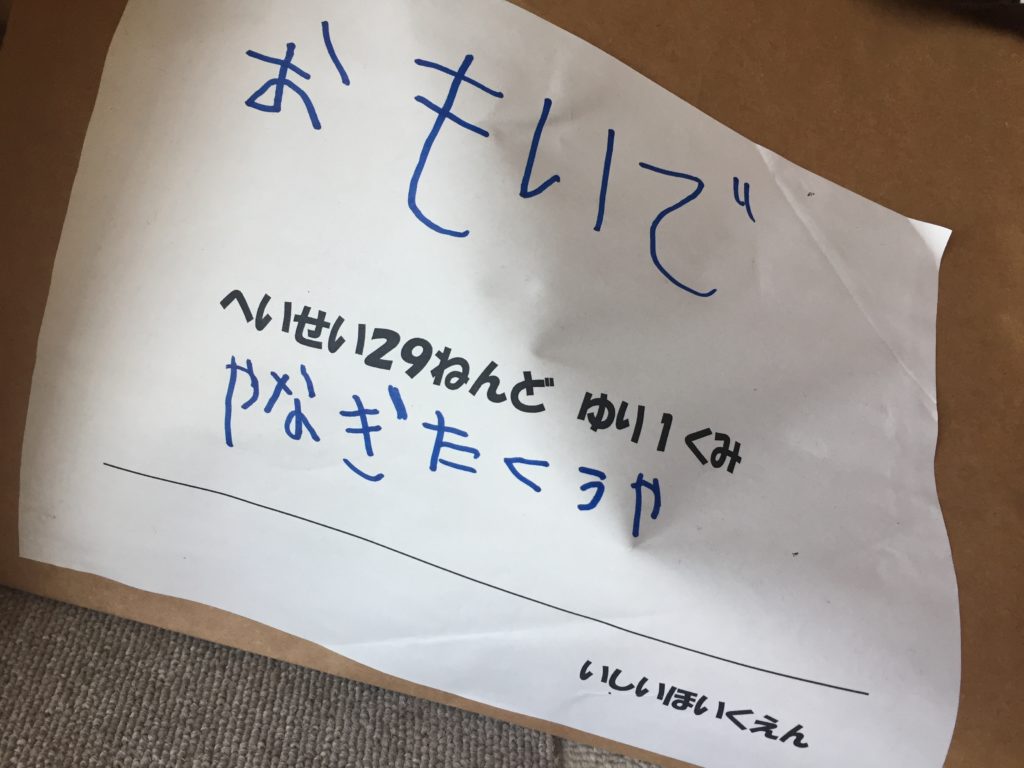 おもいで
へいせい29ねんど ゆり1くみ
やなぎたくうや
いしいほいくえん